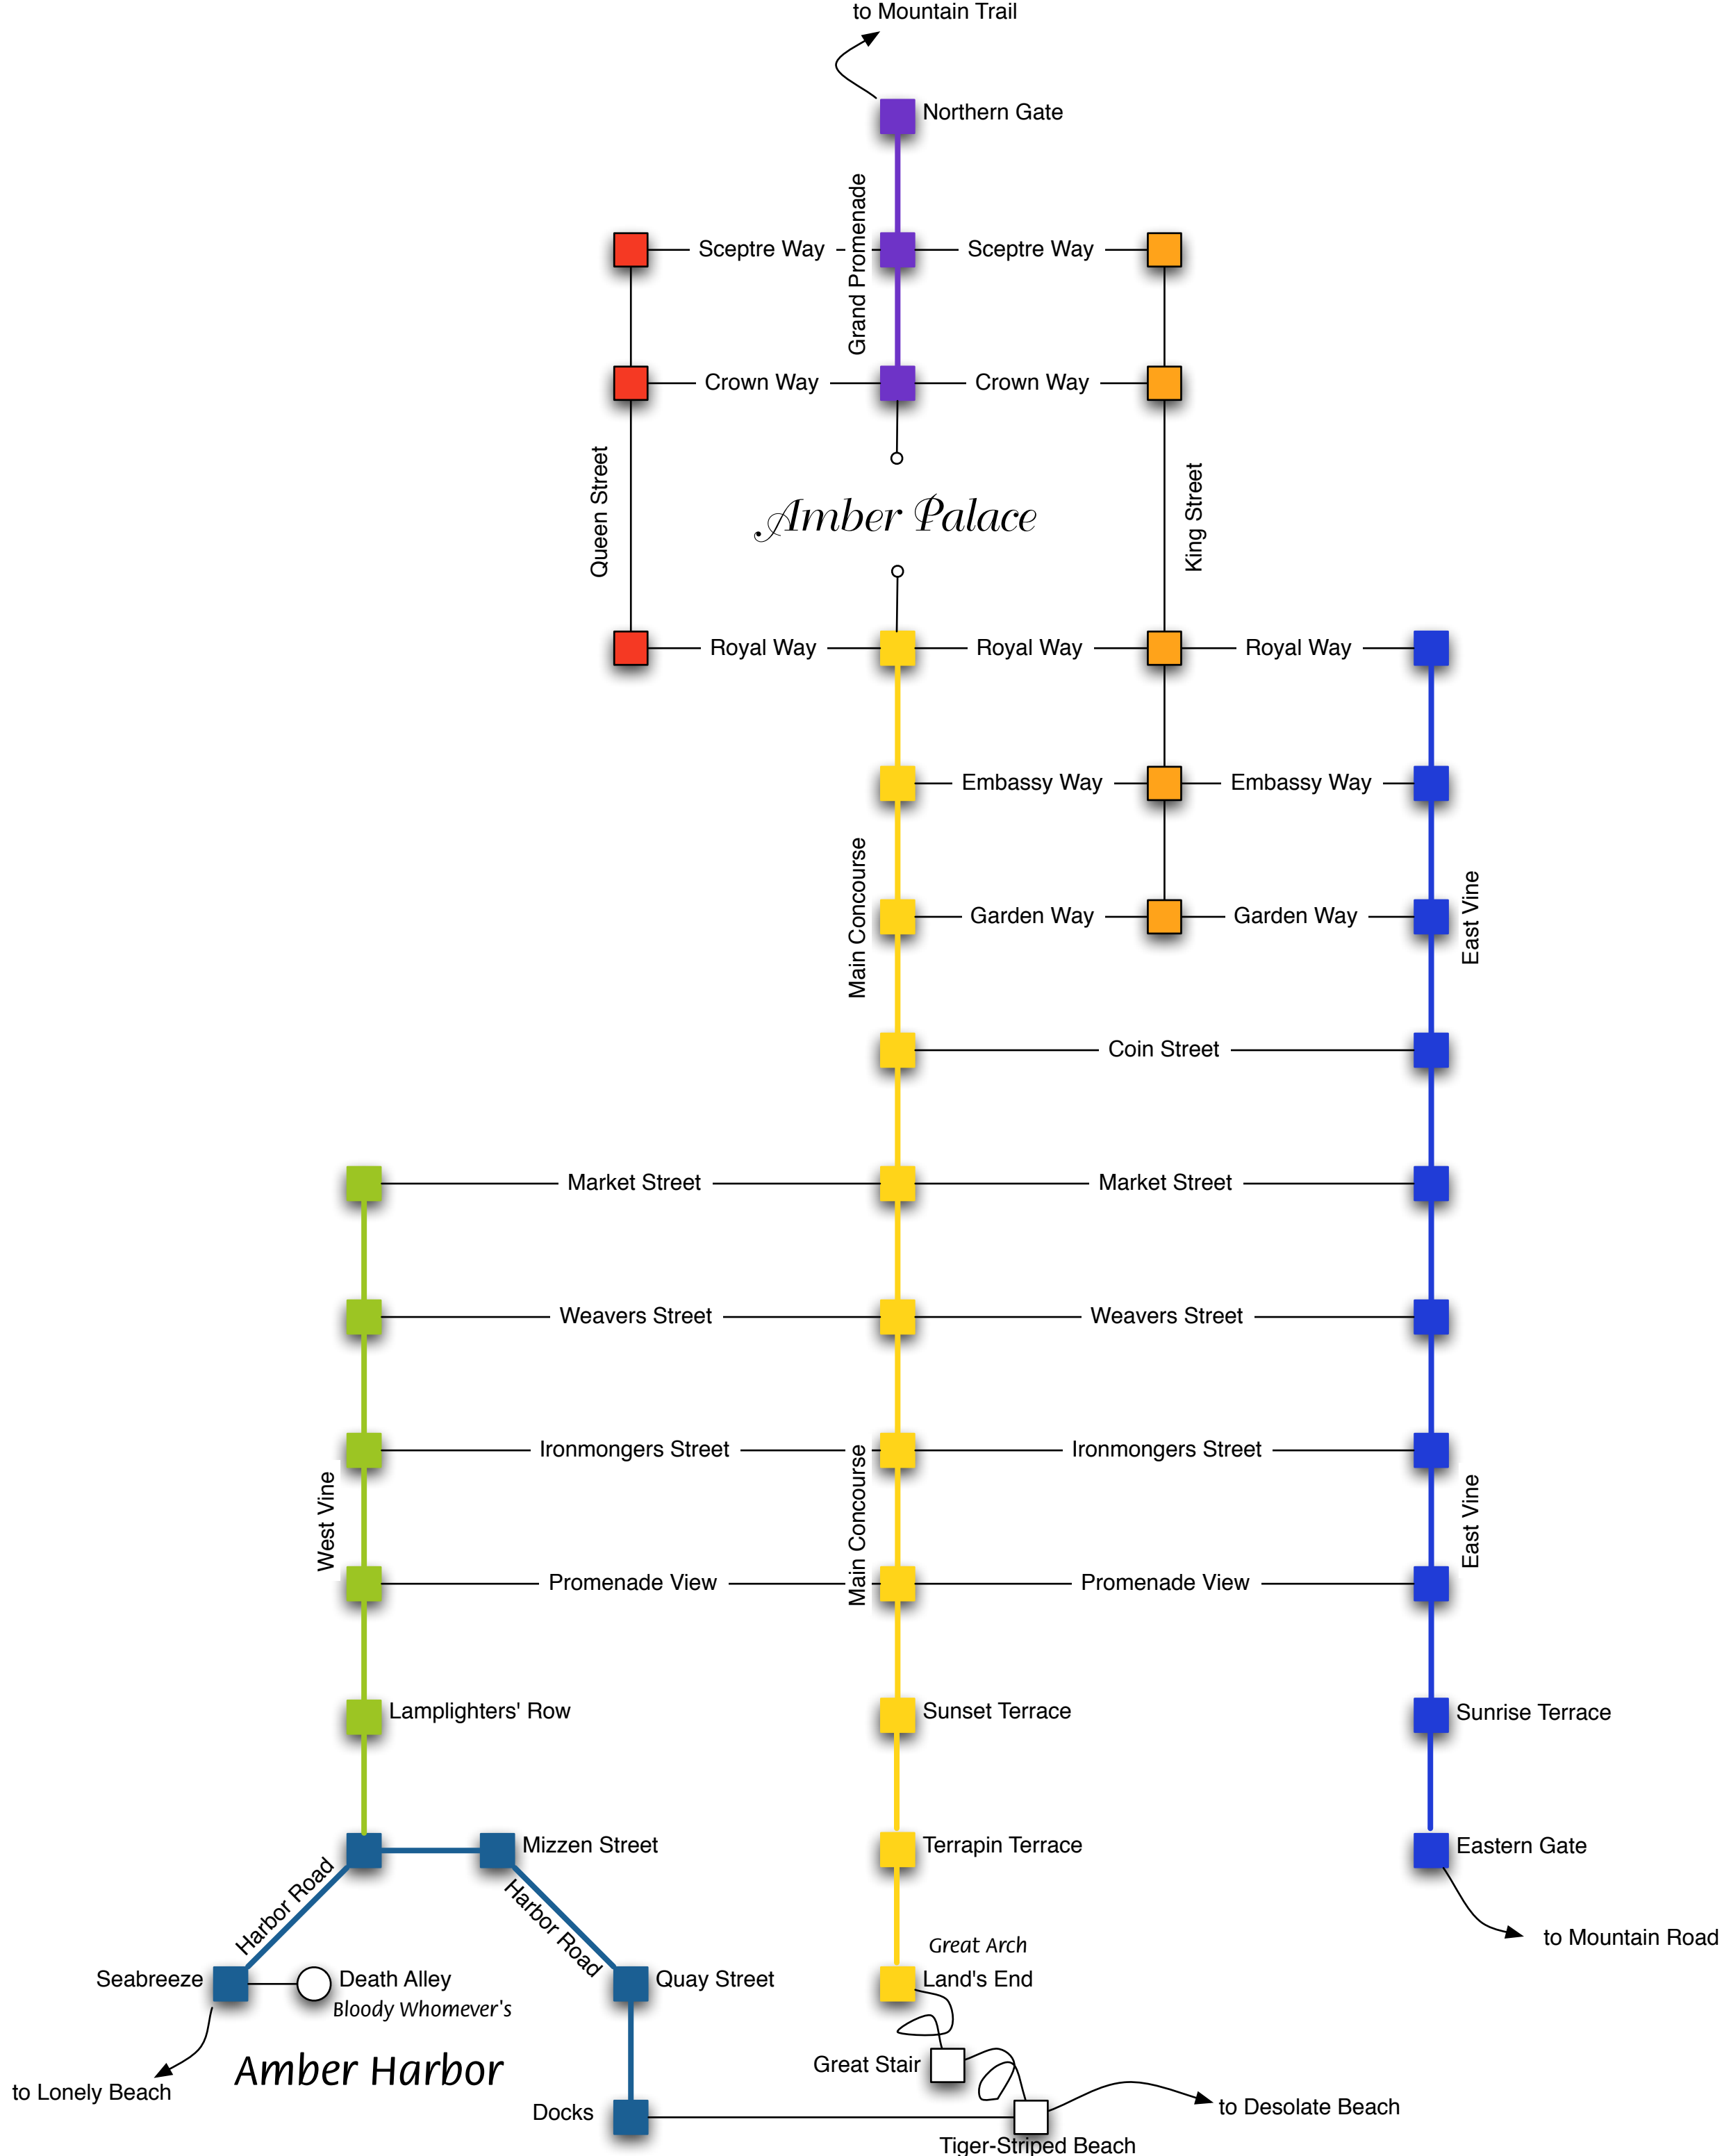 to Mountain Trail
Northern Gate
Grand Promenade
Sceptre Way
Sceptre Way
Crown Way
Crown Way
Queen Street
Amber Palace
King Street
Royal Way
Royal Way
Royal Way
Embassy Way
Embassy Way
Main Concourse
Garden Way
Garden Way
East Vine
Coin Street
Market Street
Market Street
Weavers Street
Weavers Street
Ironmongers Street
Ironmongers Street
West Vine
Main Concourse
East Vine
Promenade View
Promenade View
Lamplighters' Row
Sunset Terrace
Sunrise Terrace
Mizzen Street
Terrapin Terrace
Eastern Gate
Harbor Road
Harbor Road
to Mountain Road
Great Arch
Seabreeze
Death Alley
Quay Street
Land's End
Bloody Whomever's
Great Stair
Amber Harbor
to Lonely Beach
to Desolate Beach
Docks
Tiger-Striped Beach